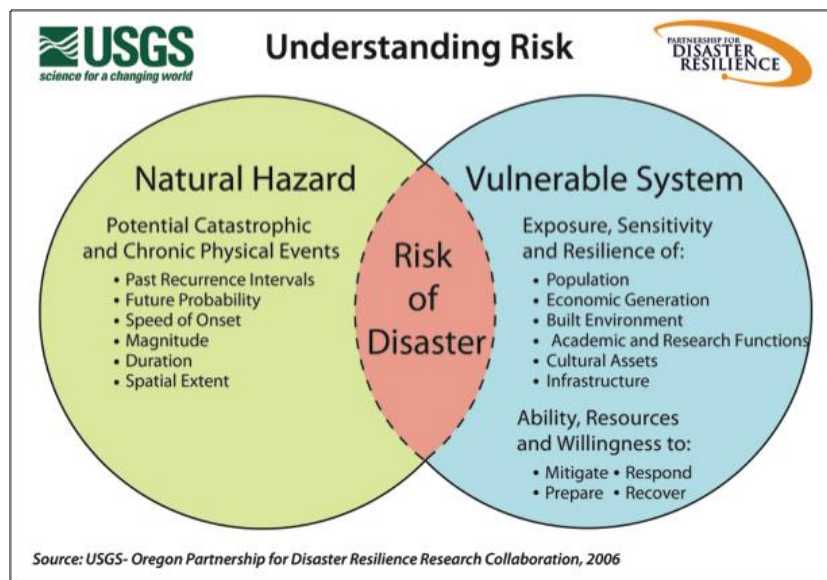 USGS
science for a changing world
Understanding Risk
PARTNERSHIP FOR
DISASTER
RESILIENCE
Natural Hazard
Potential Catastrophic
and Chronic Physical Events
• Past Recurrence Intervals
• Future Probability
• Speed of Onset
• Magnitude
• Duration
• Spatial Extent
Risk
of
Disaster
Vulnerable System
Exposure, Sensitivity
and Resilience of:
• Population
• Economic Generation
• Built Environment
• Academic and Research Functions
• Cultural Assets
• Infrastructure
Ability, Resources
and Willingness to:
• Mitigate • Respond
• Prepare • Recover
Source: USGS- Oregon Partnership for Disaster Resilience Research Collaboration, 2006